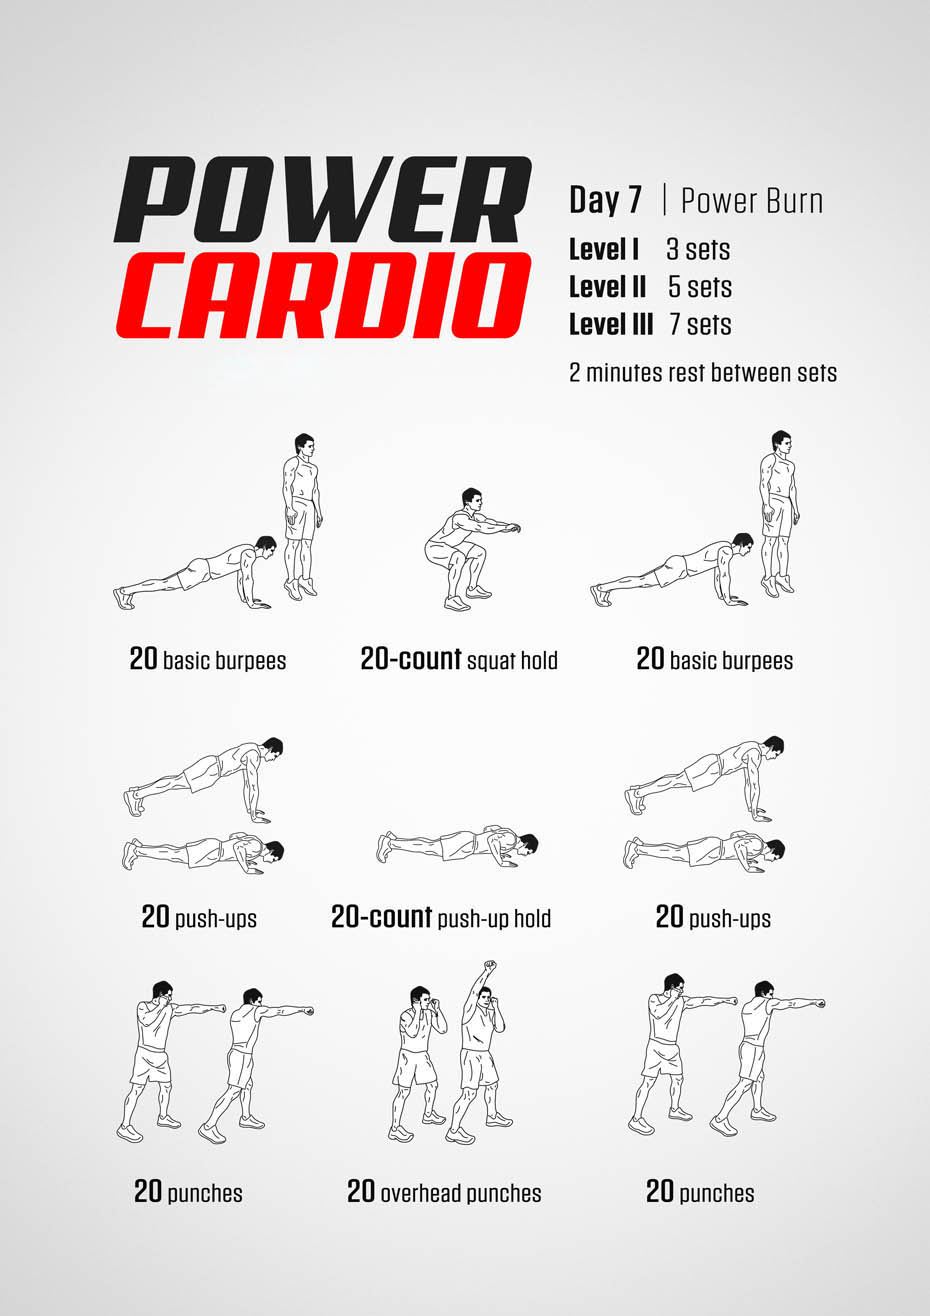 POWER
CARDIO
Day 7 | Power Burn
Level I 3 sets
Level II 5 sets
Level III 7 sets
2 minutes rest between sets
20 basic burpees
20-count squat hold
20 basic burpees
20 push-ups
20-count push-up hold
20 push-ups
20 punches
20 overhead punches
20 punches